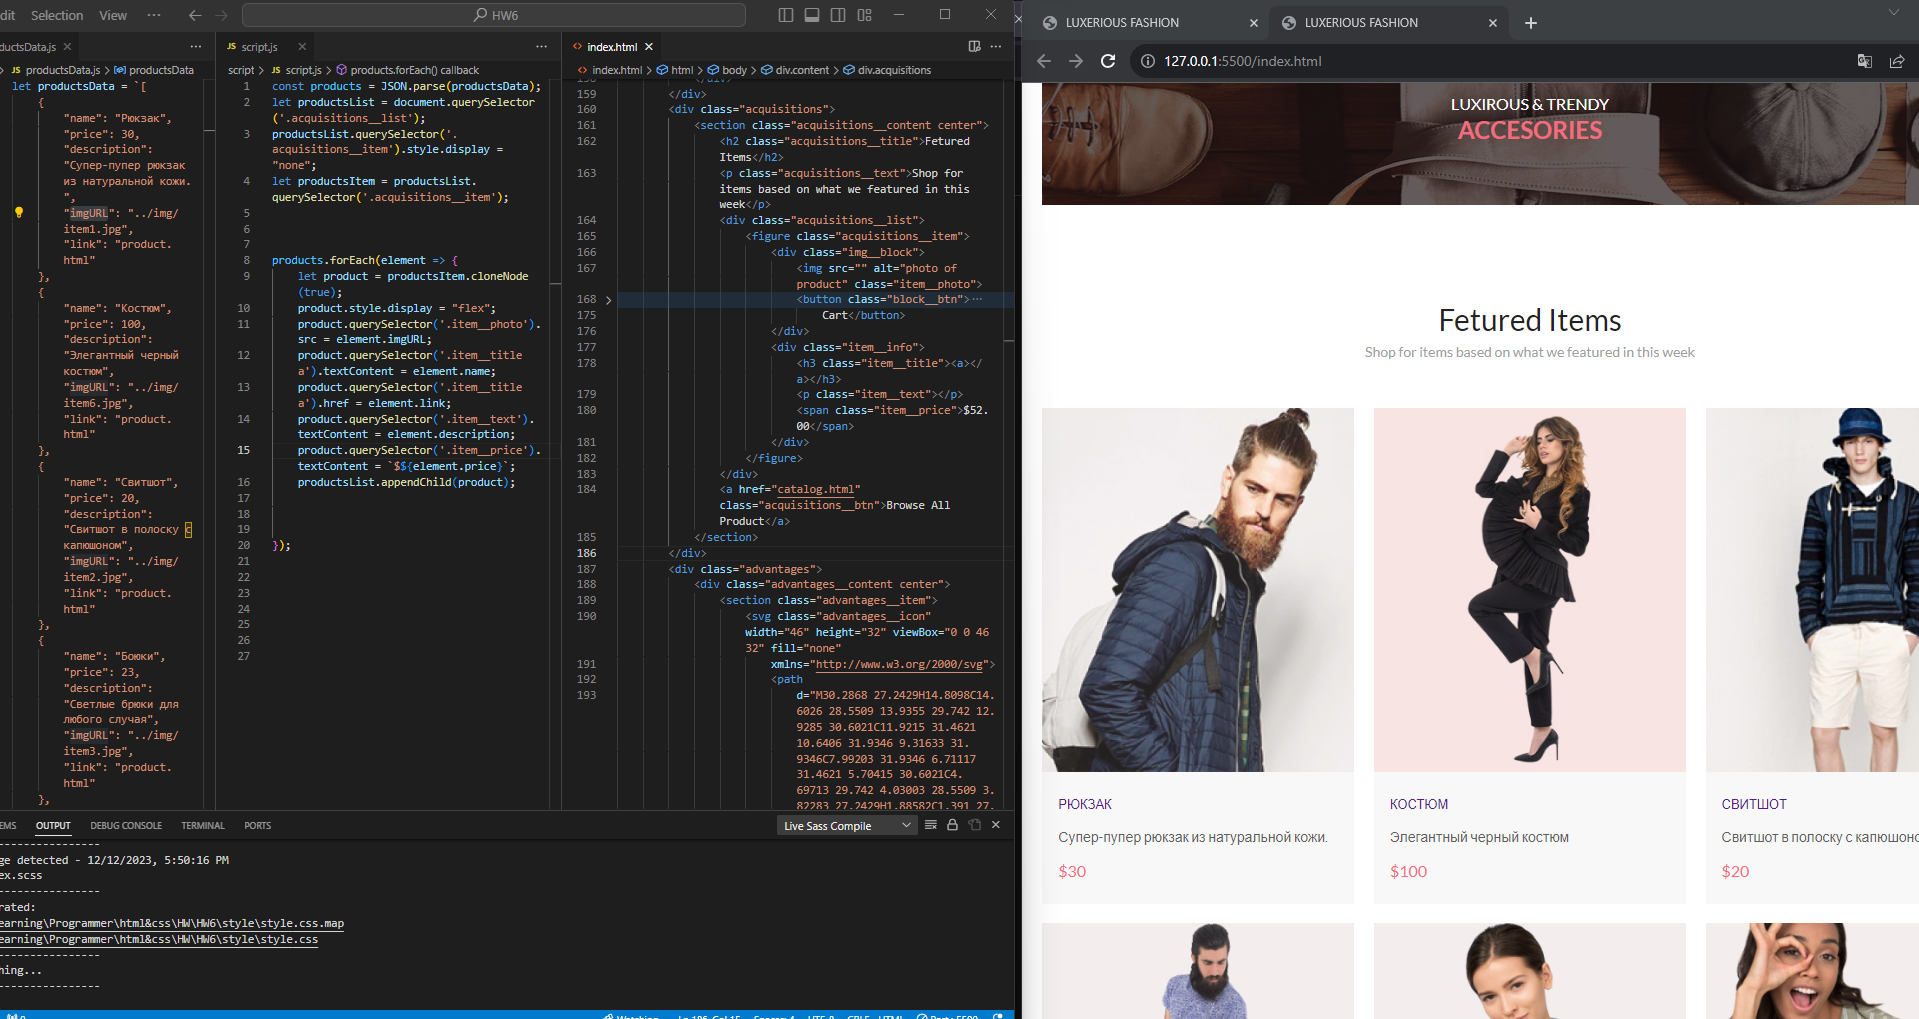 dit Selection View ··· HW6
ductsData.js
JS productsData.js > productsData
let productsData = `[
{
"name": "Рюкзак",
"price": 30,
"description":
"Супер-пупер рюкзак
из натуральной кожи.
",
"imgURL": "../img/
item1.jpg",
"link": "product.
html"
},
{
"name": "Костюм",
"price": 100,
"description":
"Элегантный черный
костюм",
"imgURL": "../img/
item6.jpg",
"link": "product.
html"
},
{
"name": "Свитшот",
"price": 20,
"description":
"Свитшот в полоску с
капюшоном",
"imgURL": "../img/
item2.jpg",
"link": "product.
html"
},
{
"name": "Боюки",
"price": 23,
"description":
"Светлые брюки для
любого случая",
"imgURL": "../img/
item3.jpg",
"link": "product.
html"
},
JS script.js
script > JS script.js > products.forEach() callback
1 const products = JSON.parse(productsData);
2 let productsList = document.querySelector
('.acquisitions__list');
3 productsList.querySelector('.
acquisitions__item').style.display =
"none";
4 let productsItem = productsList.
querySelector('.acquisitions__item');
5
6
7
8 products.forEach(element => {
9 let product = productsItem.cloneNode
(true);
10 product.style.display = "flex";
11 product.querySelector('.item__photo').
src = element.imgURL;
12 product.querySelector('.item__title
a').textContent = element.name;
13 product.querySelector('.item__title
a').href = element.link;
14 product.querySelector('.item__text').
textContent = element.description;
15 product.querySelector('.item__price').
textContent = `$${element.price}`;
16 productsList.appendChild(product);
17
18
19
20 });
21
22
23
24
25
26
27
<> index.html
<> index.html > html > body > div.content > div.acquisitions
158 </div>
159 </div>
160 <div class="acquisitions">
161 <section class="acquisitions__content center">
162 <h2 class="acquisitions__title">Fetured
Items</h2>
163 <p class="acquisitions__text">Shop for
items based on what we featured in this
week</p>
164 <div class="acquisitions__list">
165 <figure class="acquisitions__item">
166 <div class="img__block">
167 <img src="" alt="photo of
product" class="item__photo">
168 <button class="block__btn">···
175 Cart</button>
176 </div>
177 <div class="item__info">
178 <h3 class="item__title"><a></
a></h3>
179 <p class="item__text"></p>
180 <span class="item__price">$52.
00</span>
181 </div>
182 </figure>
183 </div>
184 <a href="catalog.html"
class="acquisitions__btn">Browse All
Product</a>
185 </section>
186 </div>
187 <div class="advantages">
188 <div class="advantages__content center">
189 <section class="advantages__item">
190 <svg class="advantages__icon"
width="46" height="32" viewBox="0 0 46
32" fill="none"
191 xmlns="http://www.w3.org/2000/svg">
192 <path
193 d="M30.2868 27.2429H14.8098C14.
6026 28.5509 13.9355 29.742 12.
9285 30.6021C11.9215 31.4621
10.6406 31.9346 9.31633 31.
9346C7.99203 31.9346 6.71117
31.4621 5.70415 30.6021C4.
69713 29.742 4.03003 28.5509 3.
82283 27.2429H1.88582C1.391 27.
EMS OUTPUT DEBUG CONSOLE TERMINAL PORTS
Live Sass Compile
----------------
ge detected - 12/12/2023, 5:50:16 PM
ex.scss
----------------
rated:
earning\Programmer\html&css\HW\HW6\style\style.css.map
earning\Programmer\html&css\HW\HW6\style\style.css
----------------
hing...
----------------
LUXERIOUS FASHION
LUXERIOUS FASHION
127.0.0.1:5500/index.html
LUXIROUS & TRENDY
ACCESORIES
Fetured Items
Shop for items based on what we featured in this week
РЮКЗАК
Супер-пупер рюкзак из натуральной кожи.
$30
КОСТЮМ
Элегантный черный костюм
$100
СВИТШОТ
Свитшот в полоску с капюшоно
$20